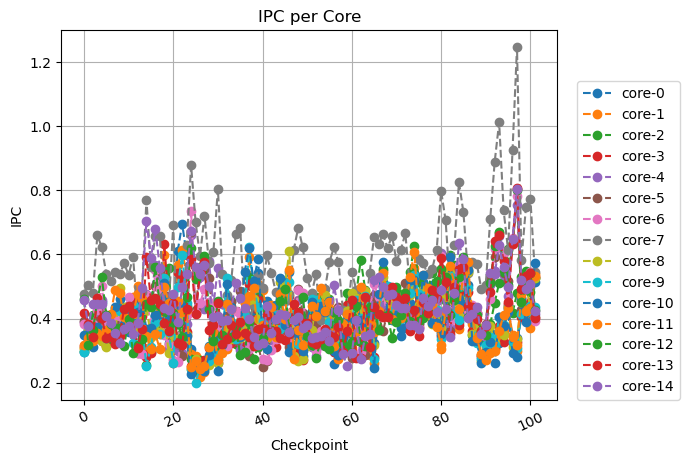 IPC per Core
1.2
1.0
0.8
0.6
0.4
0.2
IPC
0 20 40 60 80 100
Checkpoint
core-0
core-1
core-2
core-3
core-4
core-5
core-6
core-7
core-8
core-9
core-10
core-11
core-12
core-13
core-14